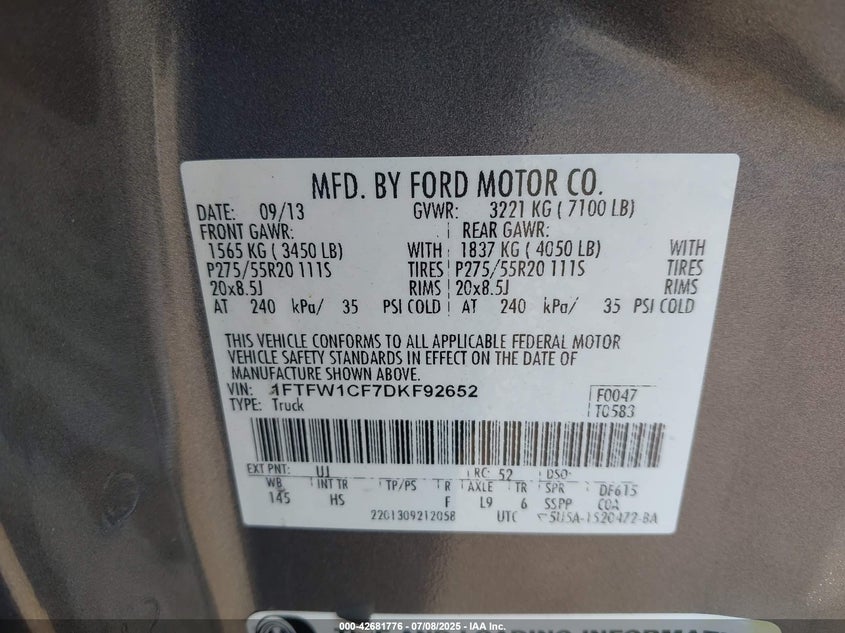 MFD. BY FORD MOTOR CO.
DATE: 09/13 GVWR: 3221 KG ( 7100 LB)
FRONT GAWR: REAR GAWR:
1565 KG ( 3450 LB) WITH 1837 KG ( 4050 LB) WITH
P275/55R20 111S TIRES P275/55R20 111S TIRES
20x8.5J RIMS 20x8.5J RIMS
AT 240 kPa/ 35 PSI COLD AT 240 kPa/ 35 PSI COLD
THIS VEHICLE CONFORMS TO ALL APPLICABLE FEDERAL MOTOR
VEHICLE SAFETY STANDARDS IN EFFECT ON THE DATE OF
MANUFACTURE SHOWN ABOVE.
VIN: 1FTFW1CF7DKF92652 F0047
TYPE: Truck T0583
EXT PNT: UJ RC: 52 DSO:
WB INT TR TP/PS R AXLE TR SPR DF615
145 HS F L9 6 SSPP COA
2201309212058 UTC 5U5A-1520472-BA
000-42681776 - 07/08/2025 - IAA Inc.